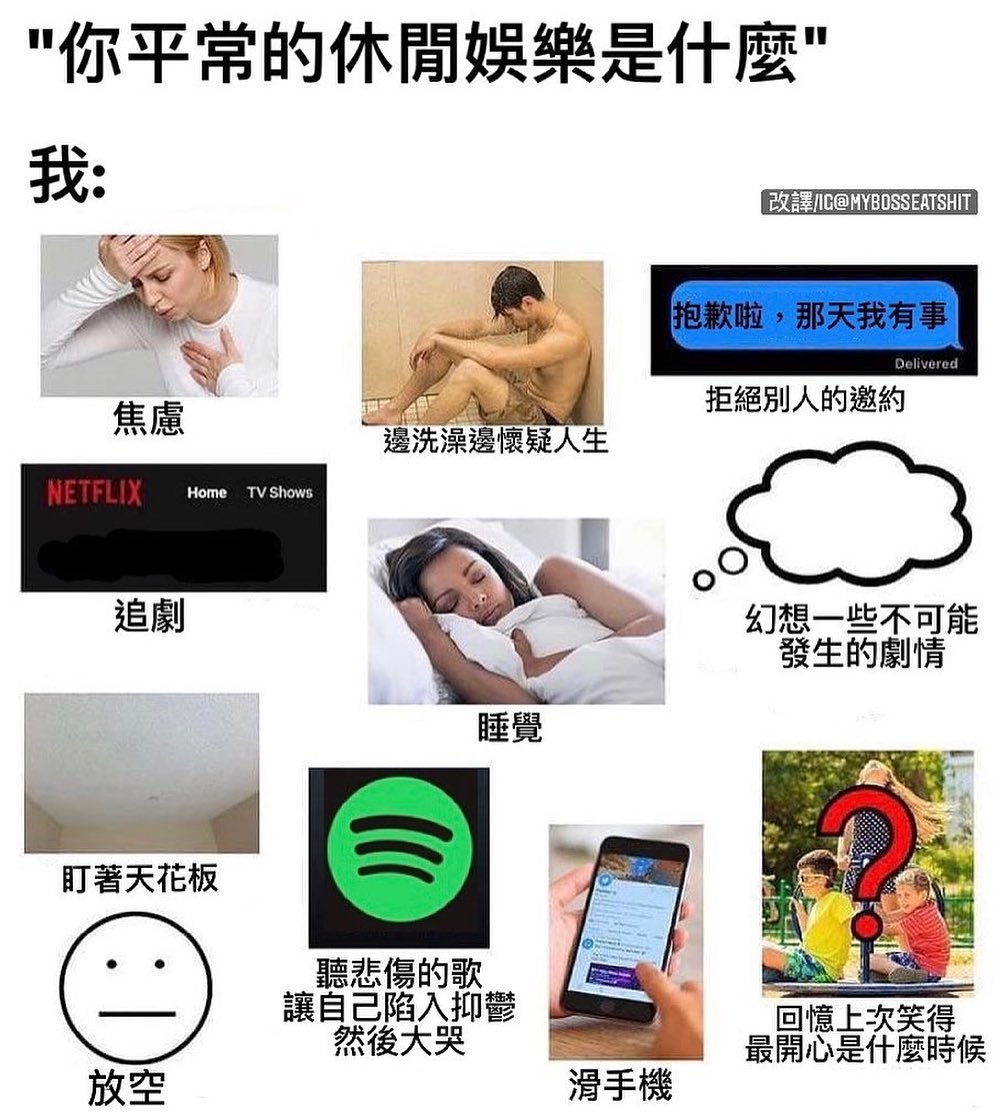 "你平常的休閒娛樂是什麼"
我:
改譯/IG@MYBOSSEATSHIT
焦慮
邊洗澡邊懷疑人生
抱歉啦，那天我有事
Delivered
拒絕別人的邀約
NETFLIX Home TV Shows
追劇
睡覺
幻想一些不可能
發生的劇情
盯著天花板
放空
聽悲傷的歌
讓自己陷入抑鬱
然後大哭
滑手機
回憶上次笑得
最開心是什麼時候